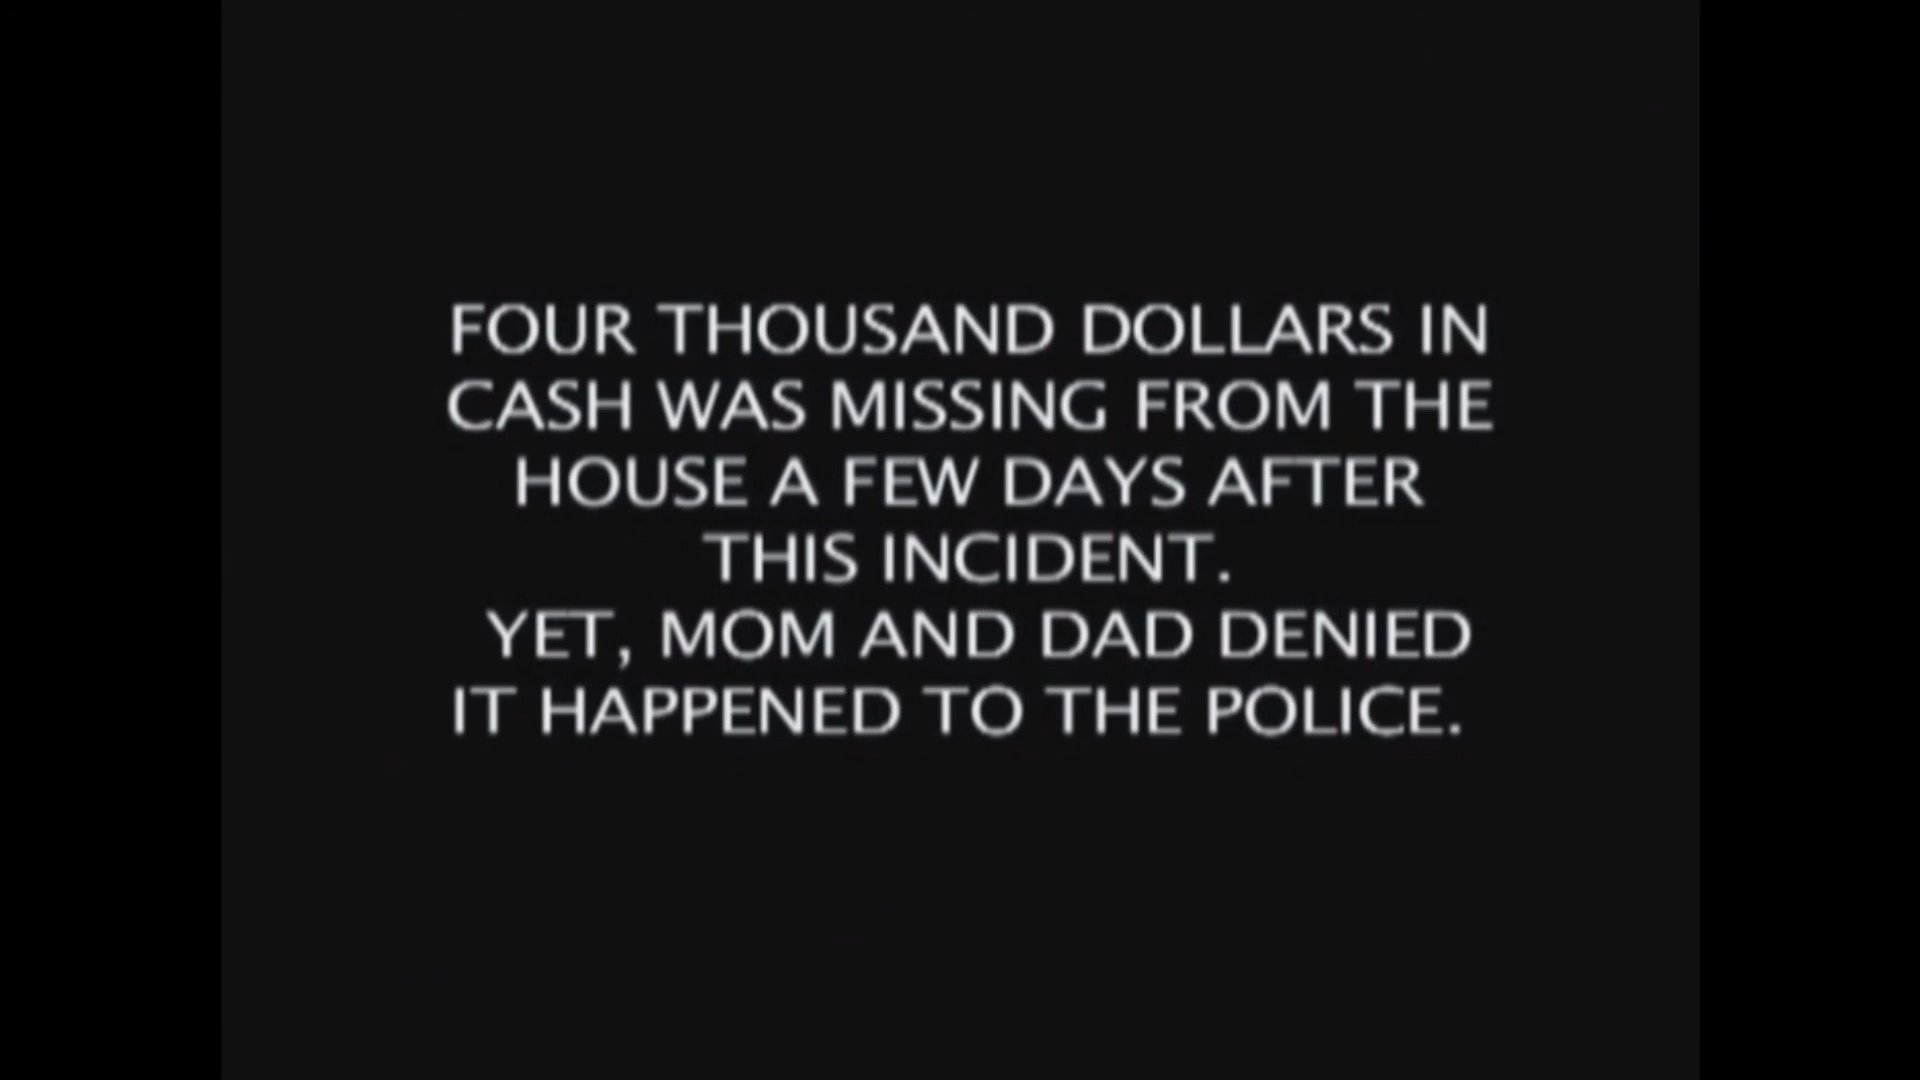 FOUR THOUSAND DOLLARS IN
CASH WAS MISSING FROM THE
HOUSE A FEW DAYS AFTER
THIS INCIDENT.
YET, MOM AND DAD DENIED
IT HAPPENED TO THE POLICE.